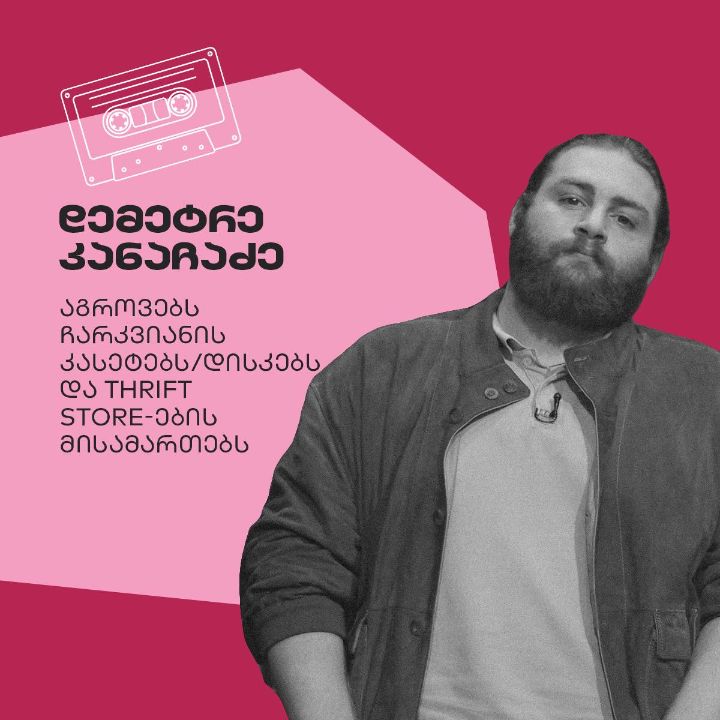 დემეტრე
კანაჩაძე
აგროვებს
ჩარკვიანის
კასეტებს/დისკებს
და THRIFT
STORE-ების
მისამართებს